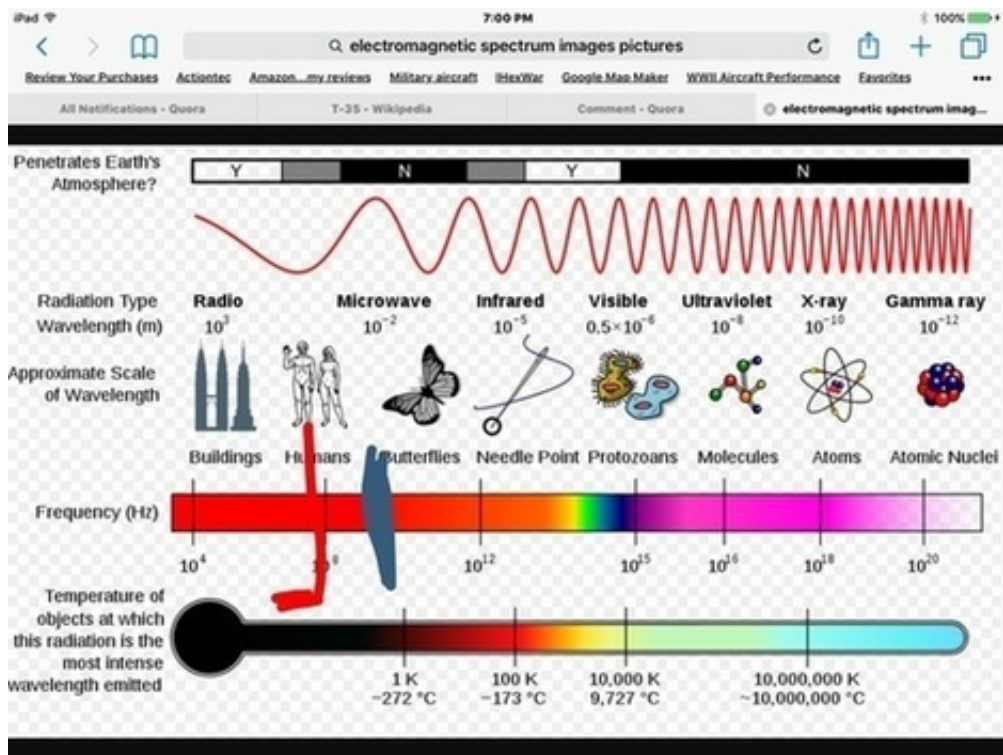 iPad 7:00 PM 100%
electromagnetic spectrum images pictures
Review Your Purchases Actiontec Amazon...my reviews Military aircraft IHexWar Google Map Maker WWII Aircraft Performance Favorites •••
All Notifications - Quora T-35 - Wikipedia Comment - Quora electromagnetic spectrum imag...
Penetrates Earth's
Atmosphere?
Y N Y N
Radiation Type Radio Microwave Infrared Visible Ultraviolet X-ray Gamma ray
Wavelength (m) 10³ 10⁻² 10⁻⁵ 0.5×10⁻⁶ 10⁻⁸ 10⁻¹⁰ 10⁻¹²
Approximate Scale
of Wavelength
Buildings Humans Butterflies Needle Point Protozoans Molecules Atoms Atomic Nuclei
Frequency (Hz)
10⁴ 10⁸ 10¹² 10¹⁵ 10¹⁶ 10¹⁸ 10²⁰
Temperature of
objects at which
this radiation is the
most intense
wavelength emitted
1 K 100 K 10,000 K 10,000,000 K
−272 °C −173 °C 9,727 °C ~10,000,000 °C